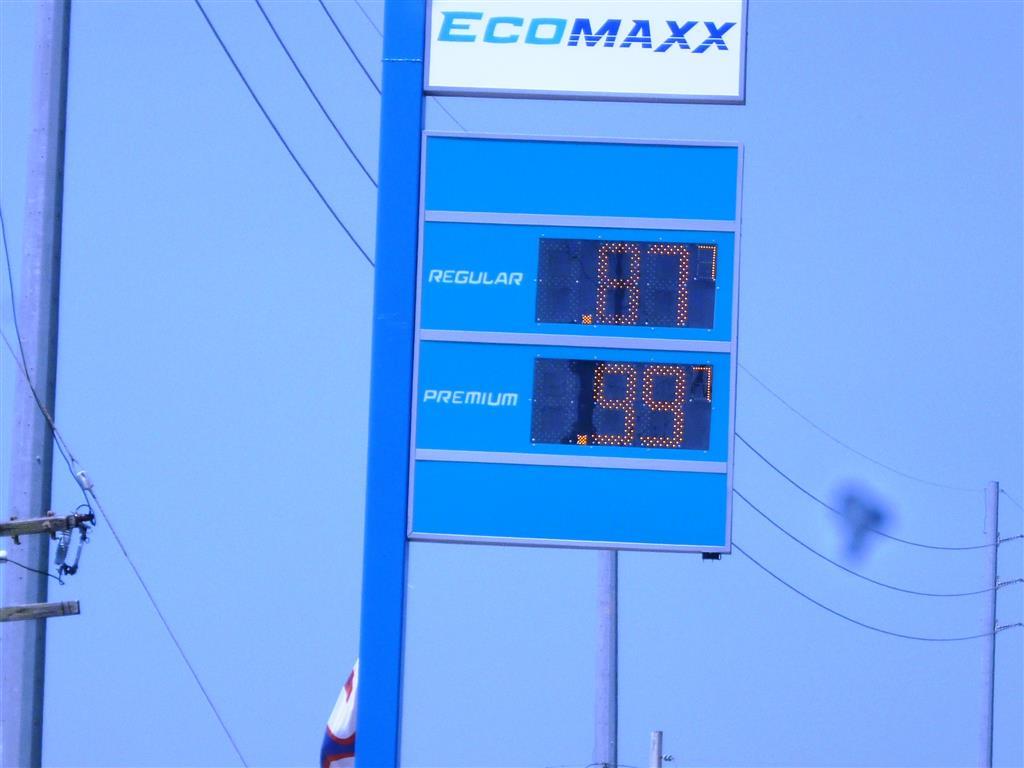 ECOMAXX
REGULAR .87
PREMIUM .99